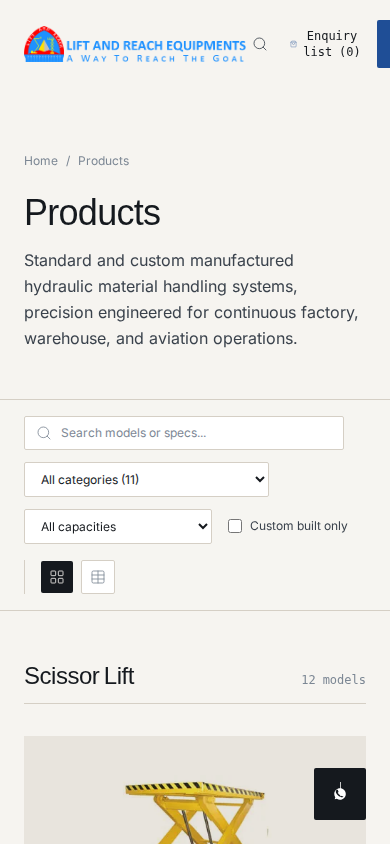 LIFT AND REACH EQUIPMENTS
A Way To Reach The Goal
Enquiry
list (0)
Home / Products
Products
Standard and custom manufactured
hydraulic material handling systems,
precision engineered for continuous factory,
warehouse, and aviation operations.
Search models or specs...
All categories (11)
All capacities
Custom built only
Scissor Lift
12 models